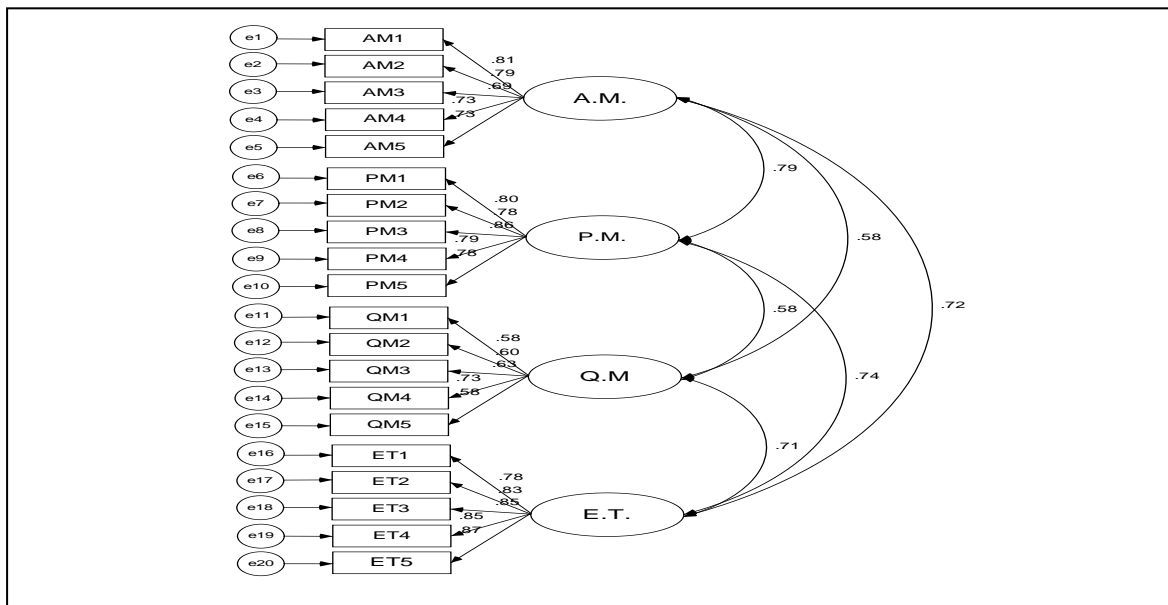 e1 AM1
.81
e2 AM2
.79
e3 AM3
.69
A.M.
.73
e4 AM4
.73
e5 AM5
.79
e6 PM1
.80
e7 PM2
.78
e8 PM3
.86
P.M.
.58
.79
e9 PM4
.78
e10 PM5
.72
e11 QM1
.58
.58
e12 QM2
.60
e13 QM3
.63
Q.M
.74
.73
e14 QM4
e15 QM5
.71
e16 ET1
.78
e17 ET2
.83
e18 ET3
.85
E.T.
.85
e19 ET4
.87
e20 ET5